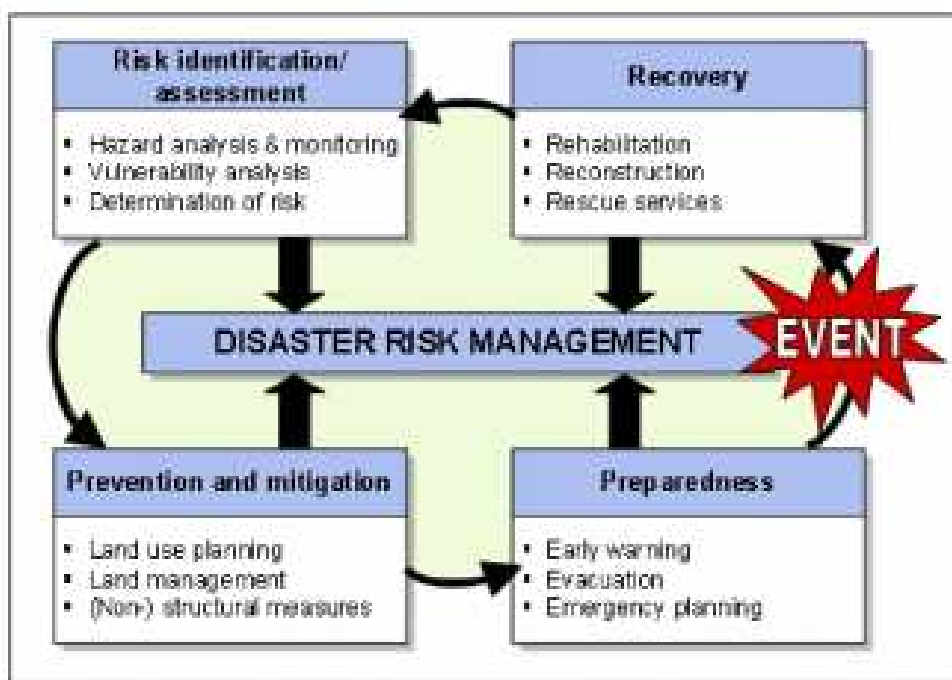 Risk identification/
assessment
▪ Hazard analysis & monitoring
▪ Vulnerability analysis
▪ Determination of risk
Recovery
▪ Rehabilitation
▪ Reconstruction
▪ Rescue services
DISASTER RISK MANAGEMENT
EVENT
Prevention and mitigation
▪ Land use planning
▪ Land management
▪ (Non-) structural measures
Preparedness
▪ Early warning
▪ Evacuation
▪ Emergency planning